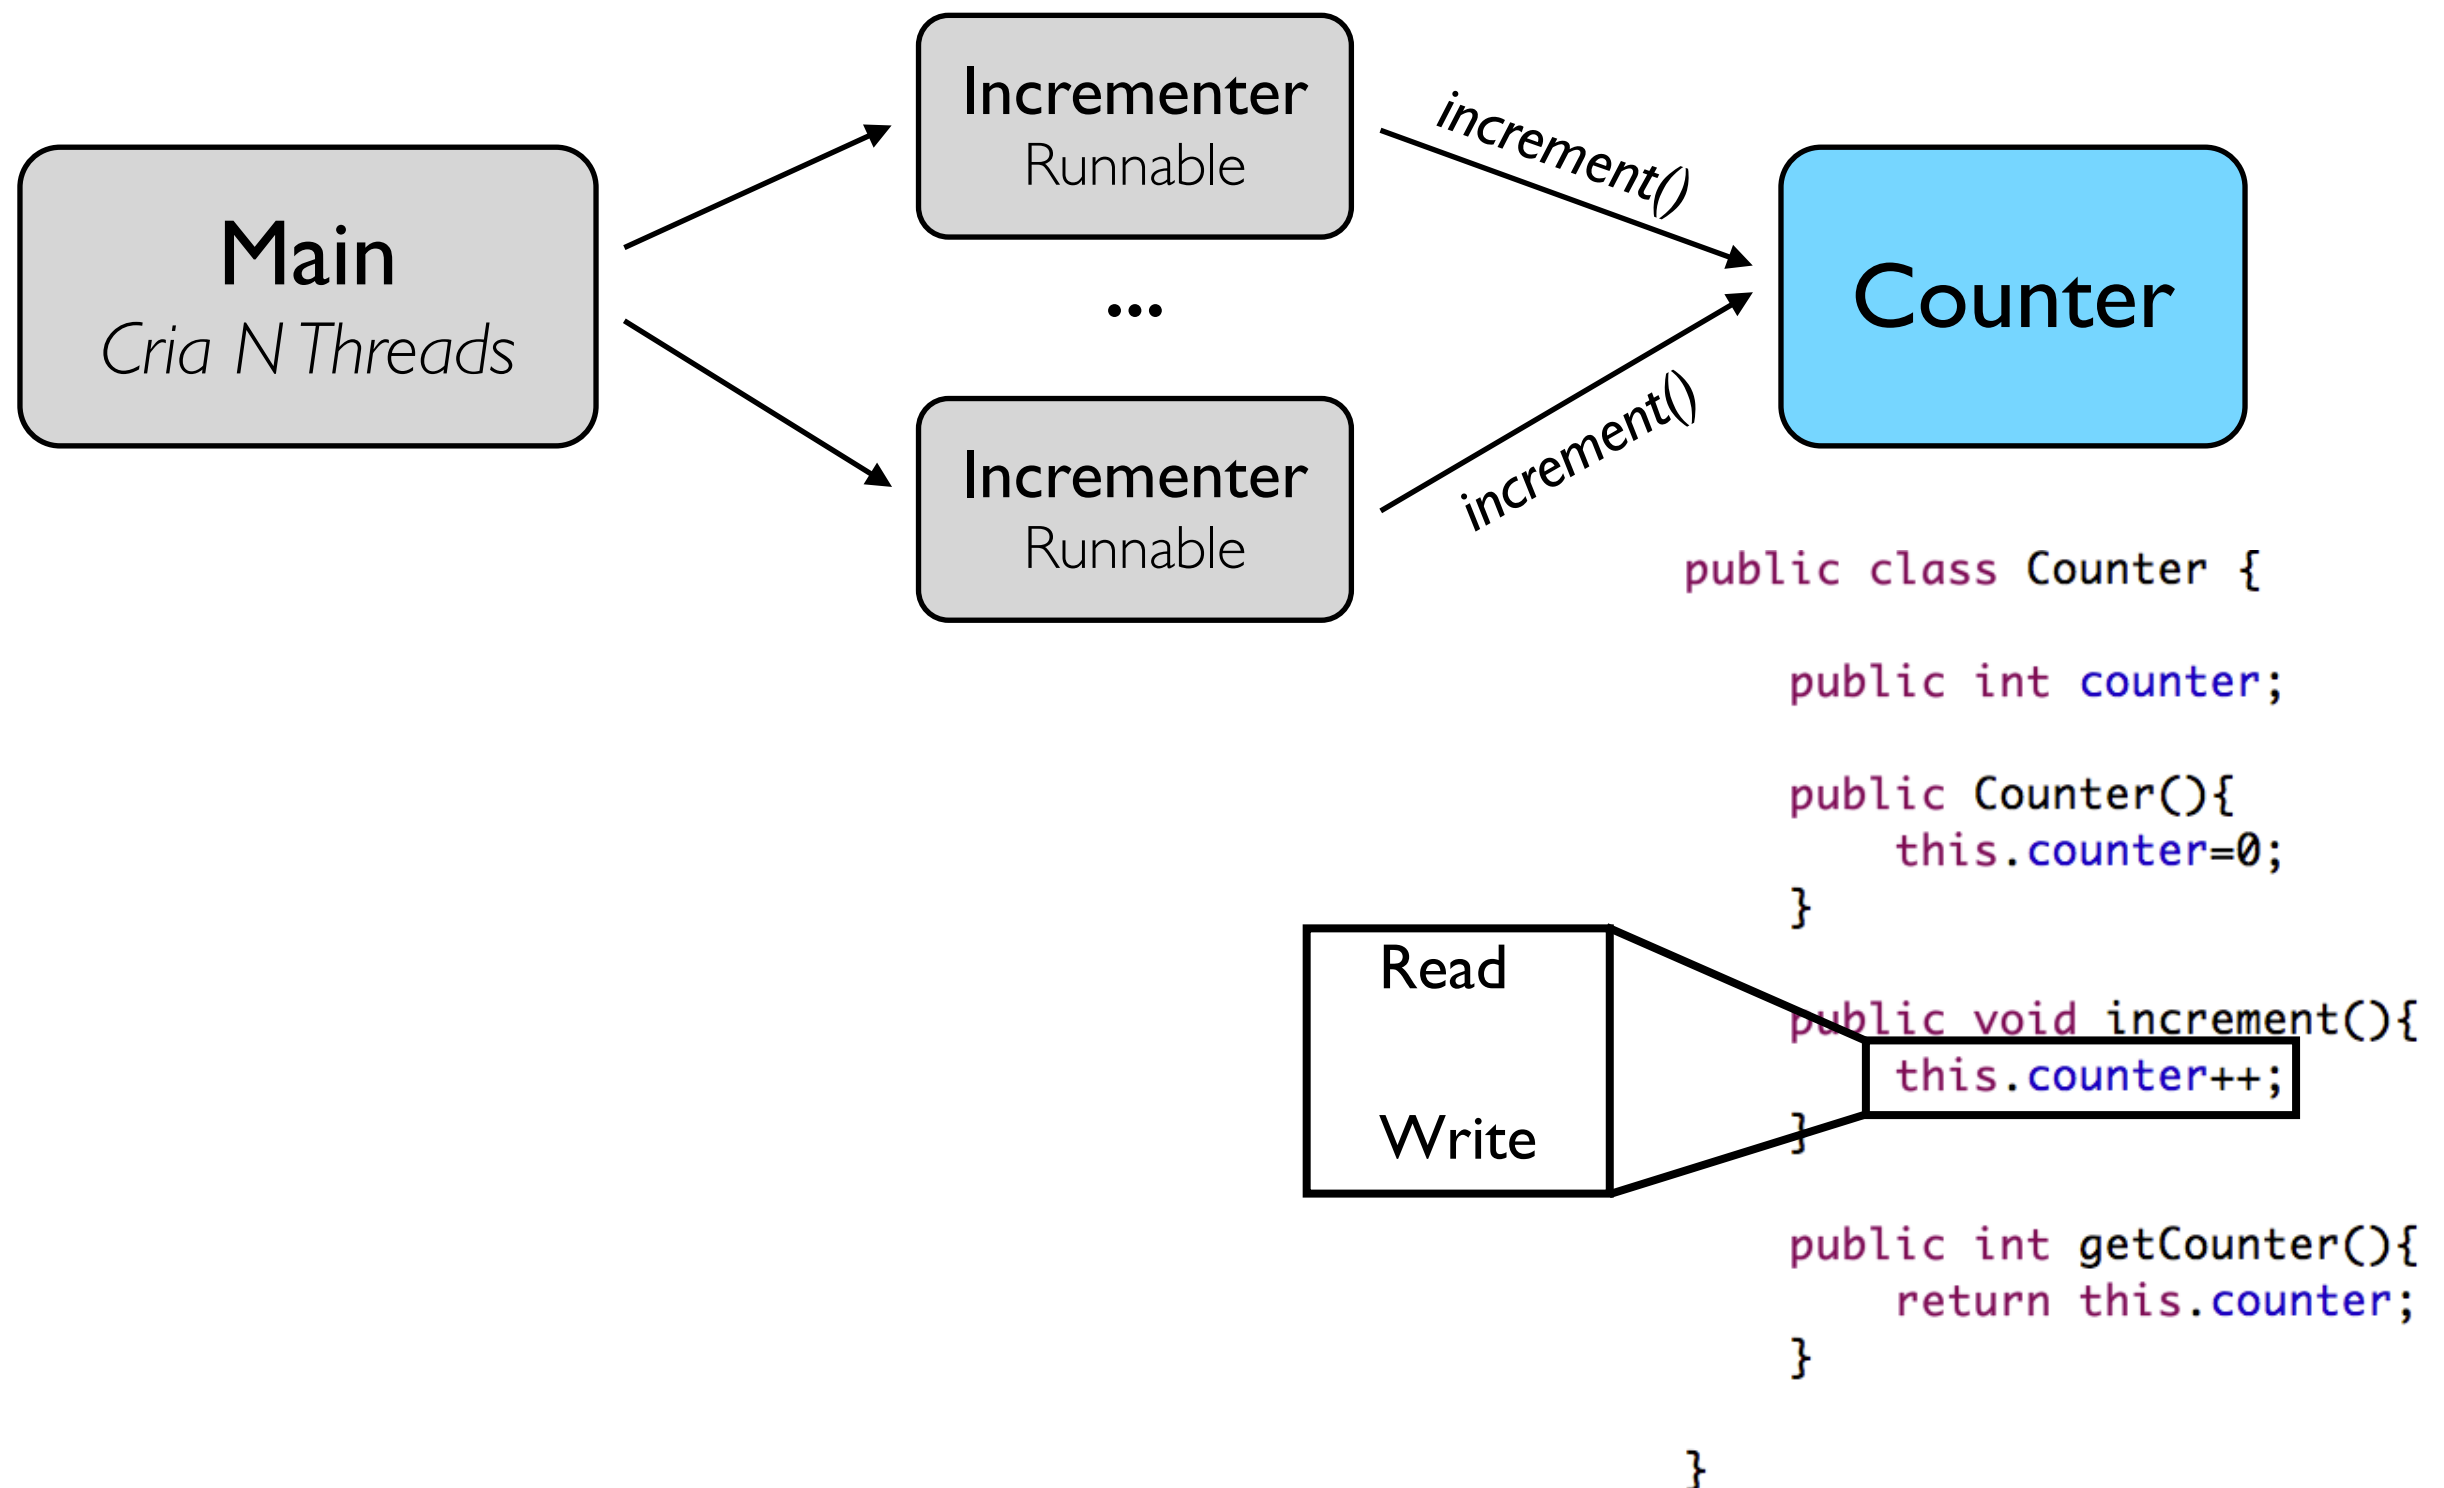 Main
Cria N Threads
Incrementer
Runnable
...
Incrementer
Runnable
increment()
increment()
Counter
public class Counter {
public int counter;
public Counter(){
this.counter=0;
}
public void increment(){
this.counter++;
}
public int getCounter(){
return this.counter;
}
}
Read
Write